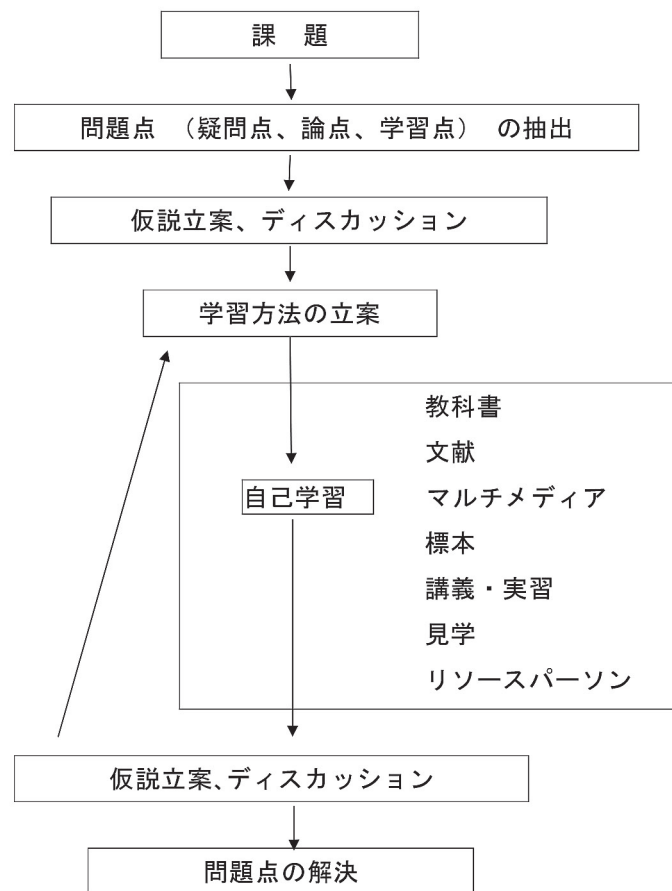 課　題
問題点　（疑問点、論点、学習点）　の抽出
仮説立案、ディスカッション
学習方法の立案
教科書
文献
自己学習
マルチメディア
標本
講義・実習
見学
リソースパーソン
仮説立案、ディスカッション
問題点の解決